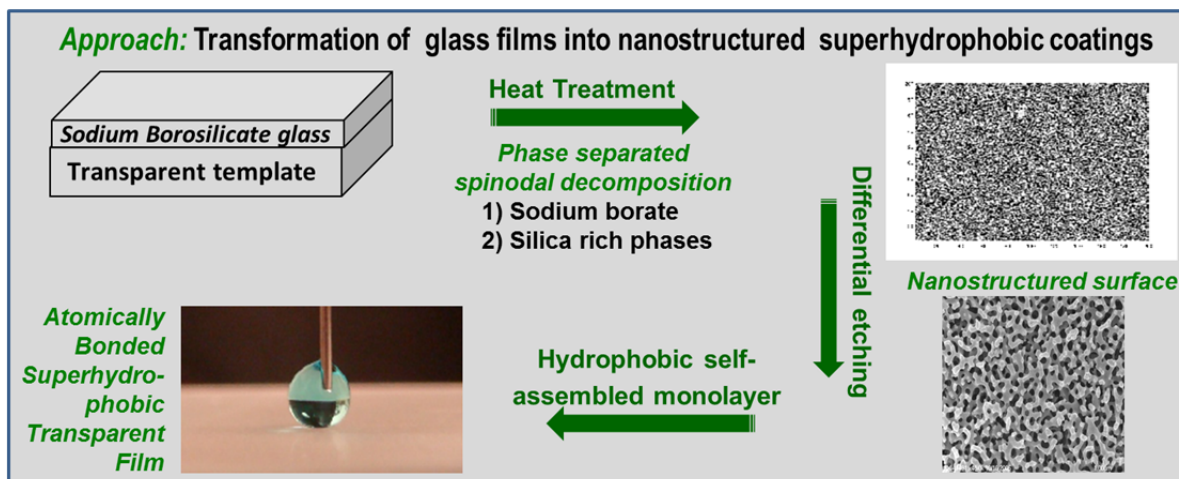 Approach: Transformation of glass films into nanostructured superhydrophobic coatings
Sodium Borosilicate glass
Transparent template
Heat Treatment
Phase separated
spinodal decomposition
1) Sodium borate
2) Silica rich phases
Differential etching
Nanostructured surface
Hydrophobic self-
assembled monolayer
Atomically
Bonded
Superhydro-
phobic
Transparent
Film